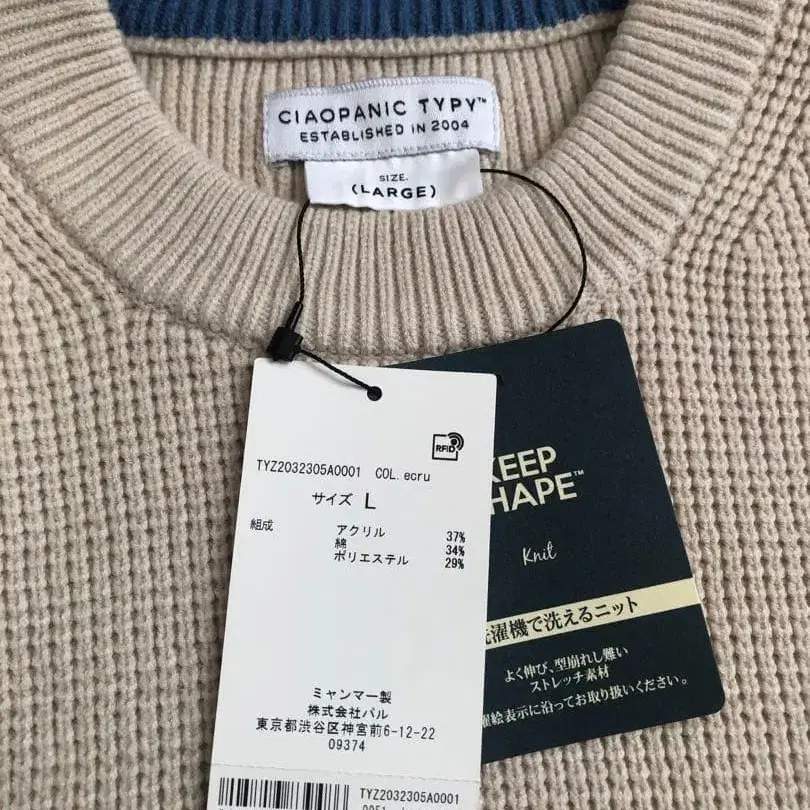 CIAOPANIC TYPY™
ESTABLISHED IN 2004
SIZE.
(LARGE)
RFID
TYZ2032305A0001 COL. ecru
サイズ L
組成 アクリル 37%
綿 34%
ポリエステル 29%
ミャンマー製
株式会社パル
東京都渋谷区神宮前6-12-22
09374
TYZ2032305A0001
KEEP
SHAPE™
Knit
洗濯機で洗えるニット
よく伸び、型崩れし難い
ストレッチ素材
濯絵表示に沿ってお取り扱いください。